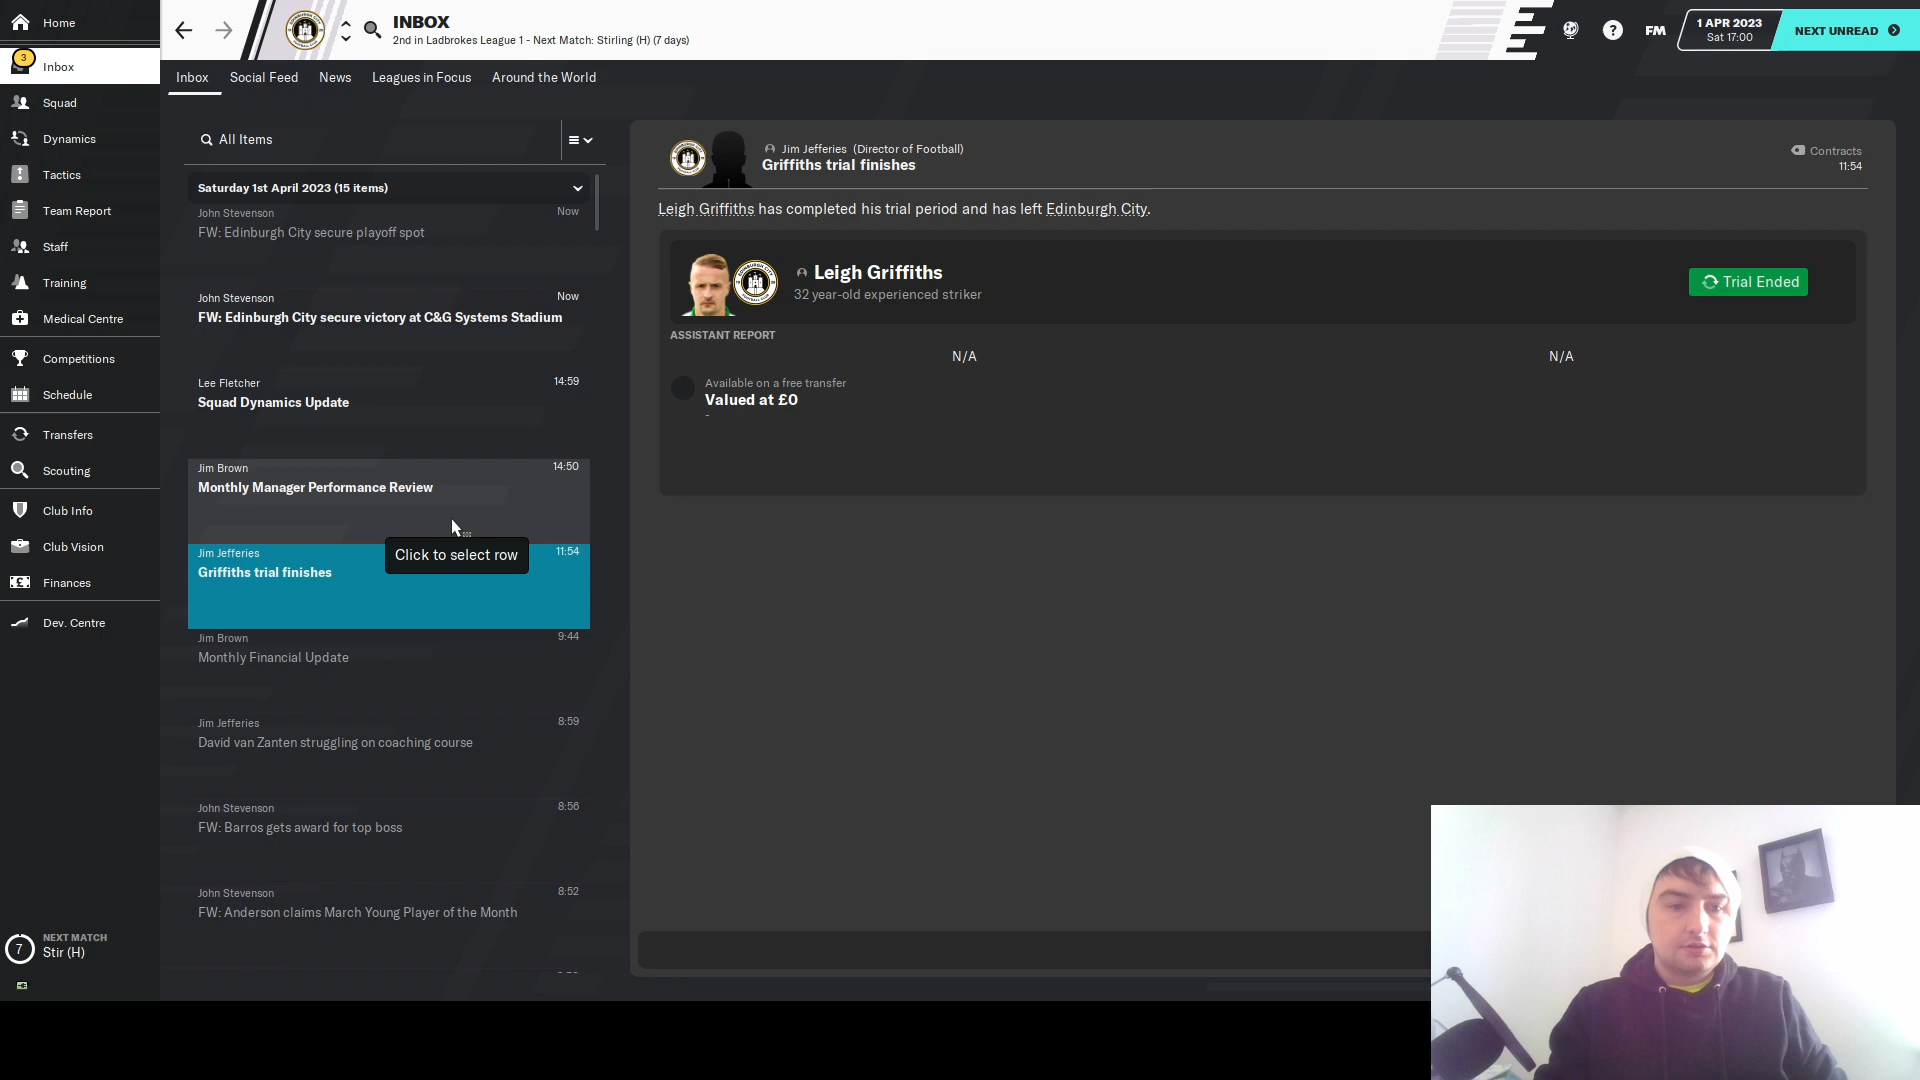 Home
3
Inbox
Squad
Dynamics
Tactics
Team Report
Staff
Training
Medical Centre
Competitions
Schedule
Transfers
Scouting
Club Info
Club Vision
Finances
Dev. Centre
7
NEXT MATCH
Stir (H)
INBOX
2nd in Ladbrokes League 1 - Next Match: Stirling (H) (7 days)
FM
1 APR 2023
Sat 17:00
NEXT UNREAD
Inbox
Social Feed
News
Leagues in Focus
Around the World
All Items
Saturday 1st April 2023 (15 items)
John Stevenson
Now
FW: Edinburgh City secure playoff spot
John Stevenson
Now
FW: Edinburgh City secure victory at C&G Systems Stadium
Lee Fletcher
14:59
Squad Dynamics Update
Jim Brown
14:50
Monthly Manager Performance Review
Click to select row
Jim Jefferies
11:54
Griffiths trial finishes
Jim Brown
9:44
Monthly Financial Update
Jim Jefferies
8:59
David van Zanten struggling on coaching course
John Stevenson
8:56
FW: Barros gets award for top boss
John Stevenson
8:52
FW: Anderson claims March Young Player of the Month
Jim Jefferies (Director of Football)
Griffiths trial finishes
Contracts
11:54
Leigh Griffiths has completed his trial period and has left Edinburgh City.
Leigh Griffiths
32 year-old experienced striker
Trial Ended
ASSISTANT REPORT
N/A
N/A
Available on a free transfer
Valued at £0
-